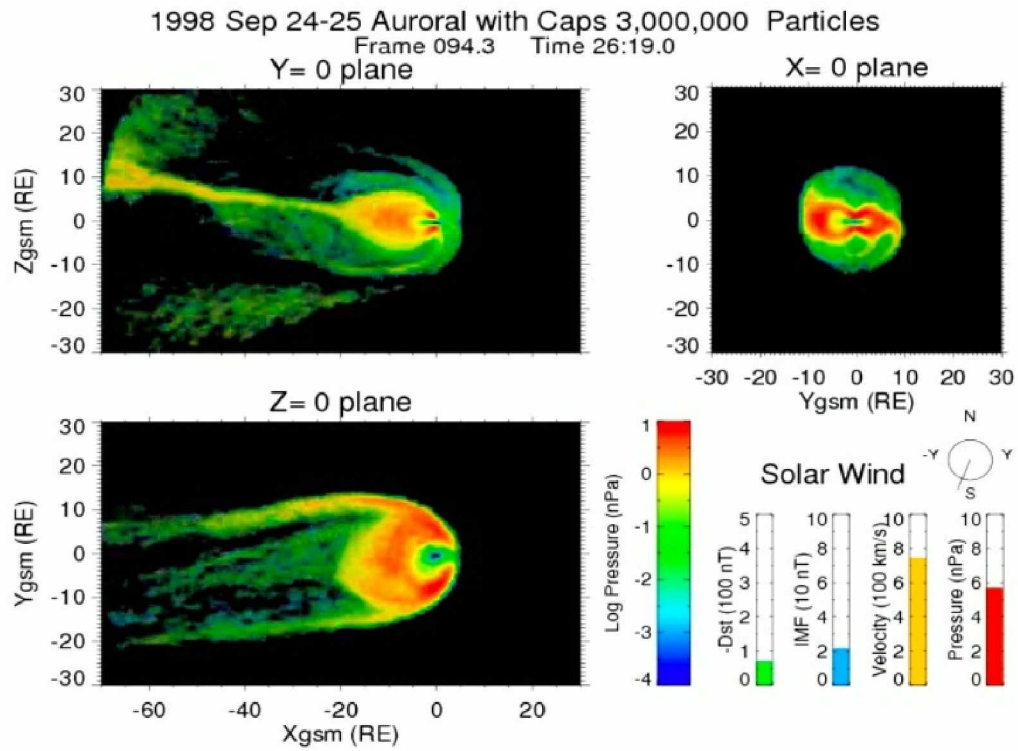 1998 Sep 24-25 Auroral with Caps 3,000,000 Particles
Frame 094.3 Time 26:19.0
Y= 0 plane
X= 0 plane
30
20
10
0
-10
-20
-30
Zgsm (RE)
30
20
10
0
-10
-20
-30
-30 -20 -10 0 10 20 30
Ygsm (RE)
Z= 0 plane
30
20
10
0
-10
-20
-30
Ygsm (RE)
-60 -40 -20 0 20
Xgsm (RE)
1
0
-1
-2
-3
-4
Log Pressure (nPa)
Solar Wind
N
-Y Y
S
5
4
3
2
1
0
-Dst (100 nT)
10
8
6
4
2
0
IMF (10 nT)
10
8
6
4
2
0
Velocity (100 km/s)
10
8
6
4
2
0
Pressure (nPa)